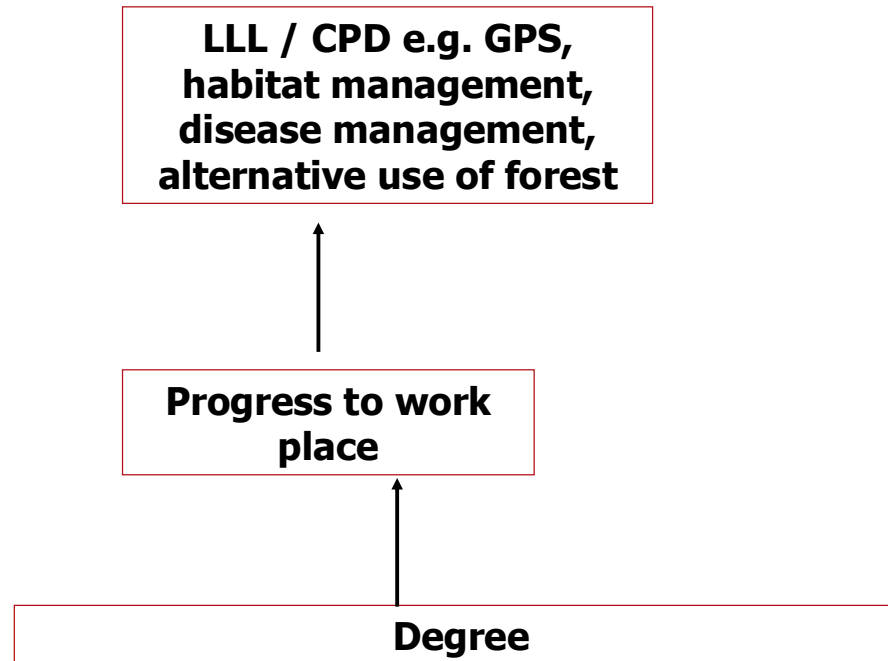 LLL / CPD e.g. GPS,
habitat management,
disease management,
alternative use of forest
Progress to work
place
Degree